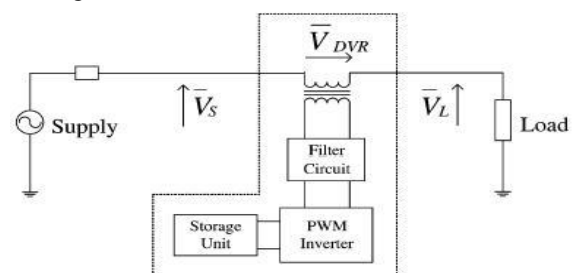 V̅ DVR
V̅S
V̅L
Supply
Load
Filter
Circuit
Storage
Unit
PWM
Inverter